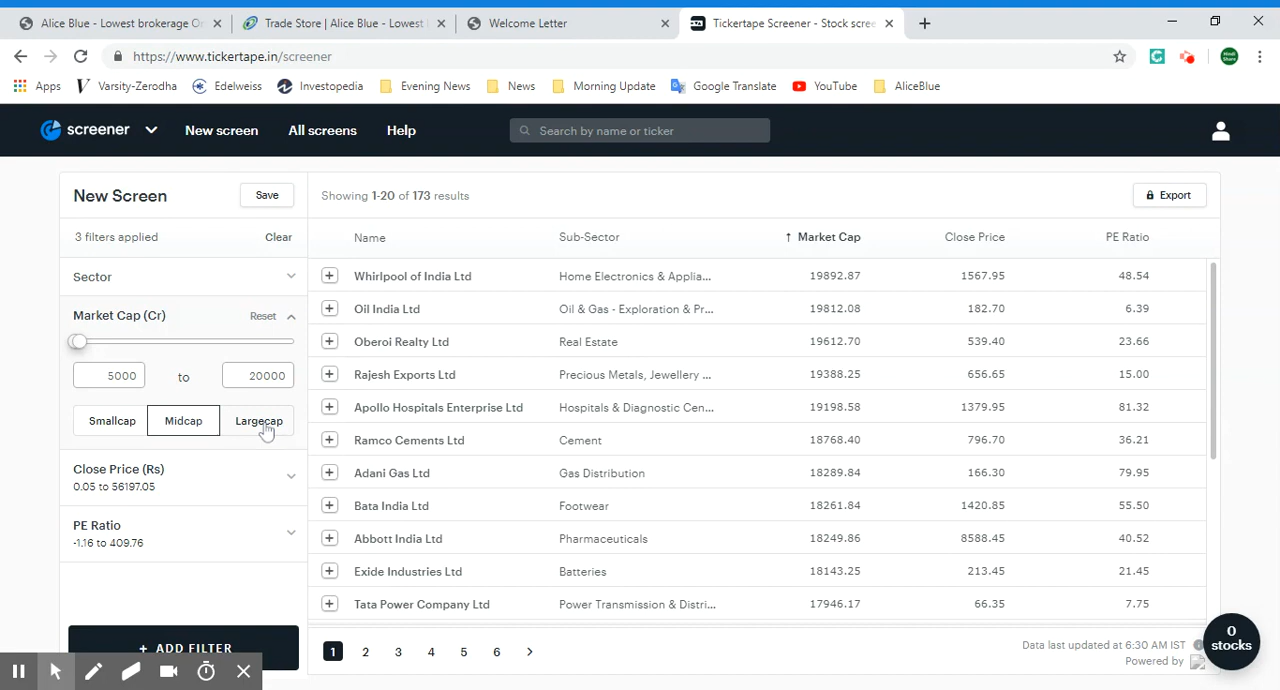 Alice Blue - Lowest brokerage On
Trade Store | Alice Blue - Lowest
Welcome Letter
Tickertape Screener - Stock scree
https://www.tickertape.in/screener
Apps
Varsity-Zerodha
Edelweiss
Investopedia
Evening News
News
Morning Update
Google Translate
YouTube
AliceBlue
screener
New screen
All screens
Help
Search by name or ticker
New Screen
Save
Showing 1-20 of 173 results
Export
3 filters applied
Clear
Name Sub-Sector ↑ Market Cap Close Price PE Ratio
Sector
Market Cap (Cr)
Reset
5000 to 20000
Smallcap Midcap Largecap
Close Price (Rs)
0.05 to 56197.05
PE Ratio
-1.16 to 409.76
+ ADD FILTER
Whirlpool of India Ltd Home Electronics & Applia... 19892.87 1567.95 48.54
Oil India Ltd Oil & Gas - Exploration & Pr... 19812.08 182.70 6.39
Oberoi Realty Ltd Real Estate 19612.70 539.40 23.66
Rajesh Exports Ltd Precious Metals, Jewellery ... 19388.25 656.65 15.00
Apollo Hospitals Enterprise Ltd Hospitals & Diagnostic Cen... 19198.58 1379.95 81.32
Ramco Cements Ltd Cement 18768.40 796.70 36.21
Adani Gas Ltd Gas Distribution 18289.84 166.30 79.95
Bata India Ltd Footwear 18261.84 1420.85 55.50
Abbott India Ltd Pharmaceuticals 18249.86 8588.45 40.52
Exide Industries Ltd Batteries 18143.25 213.45 21.45
Tata Power Company Ltd Power Transmission & Distri... 17946.17 66.35 7.75
1 2 3 4 5 6
Data last updated at 6:30 AM IST
Powered by
0
stocks